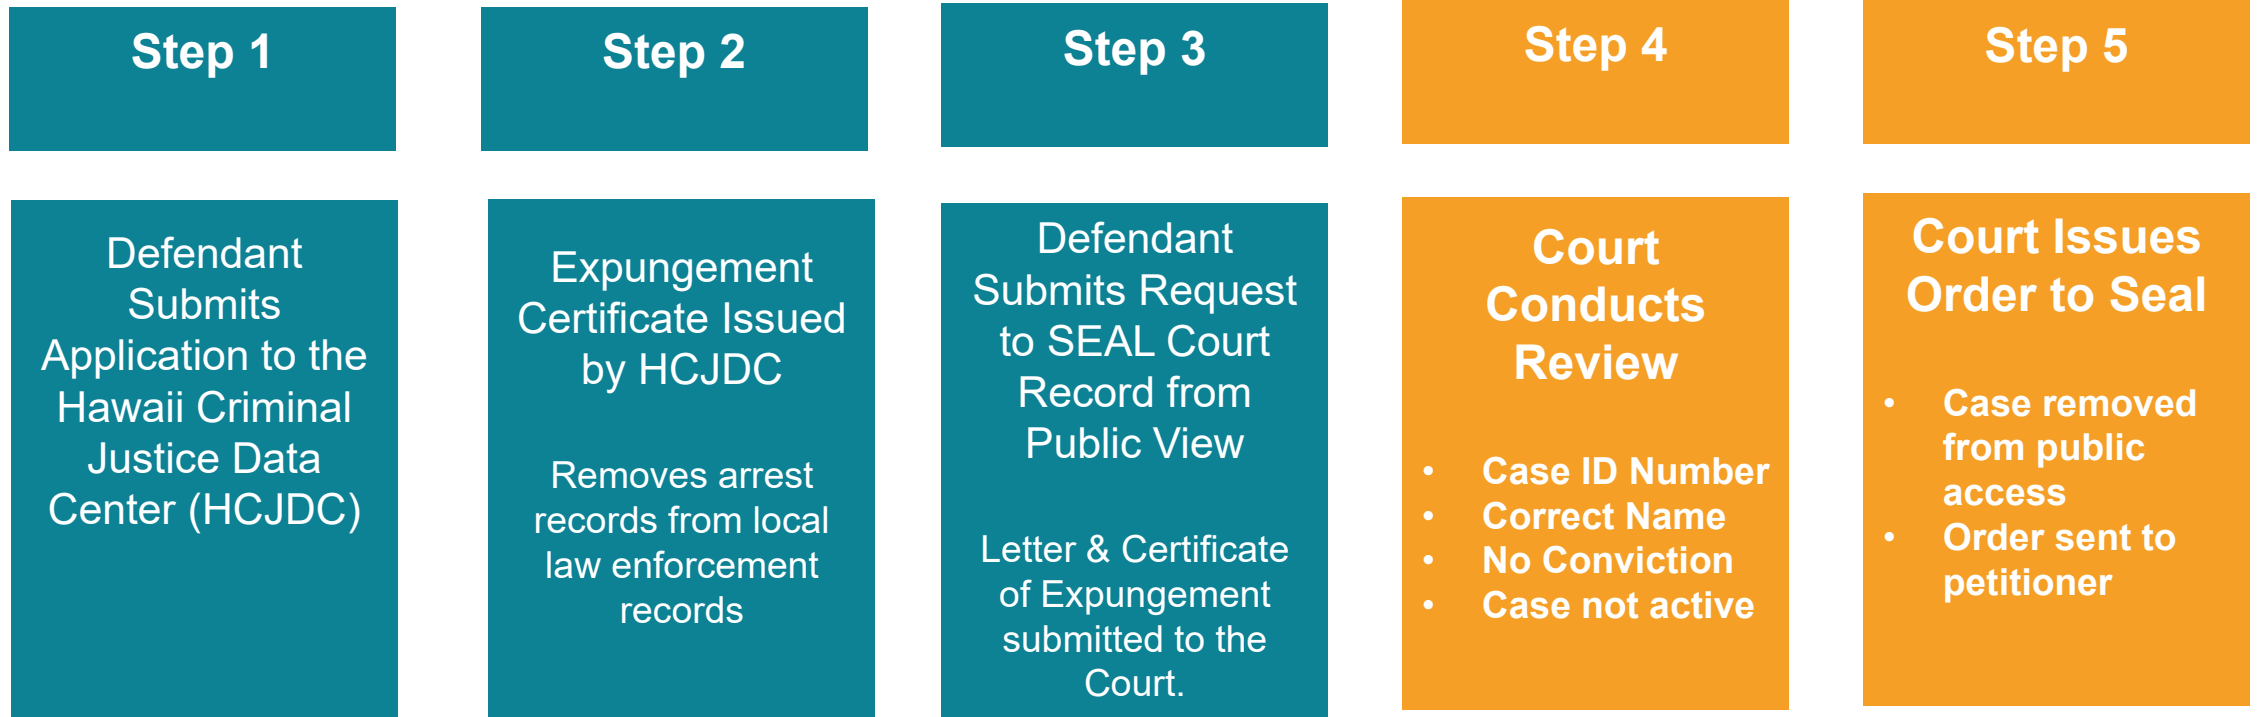 Step 1
Defendant
Submits
Application to the
Hawaii Criminal
Justice Data
Center (HCJDC)
Step 2
Expungement
Certificate Issued
by HCJDC
Removes arrest
records from local
law enforcement
records
Step 3
Defendant
Submits Request
to SEAL Court
Record from
Public View
Letter & Certificate
of Expungement
submitted to the
Court.
Step 4
Court
Conducts
Review
• Case ID Number
• Correct Name
• No Conviction
• Case not active
Step 5
Court Issues
Order to Seal
• Case removed
from public
access
• Order sent to
petitioner